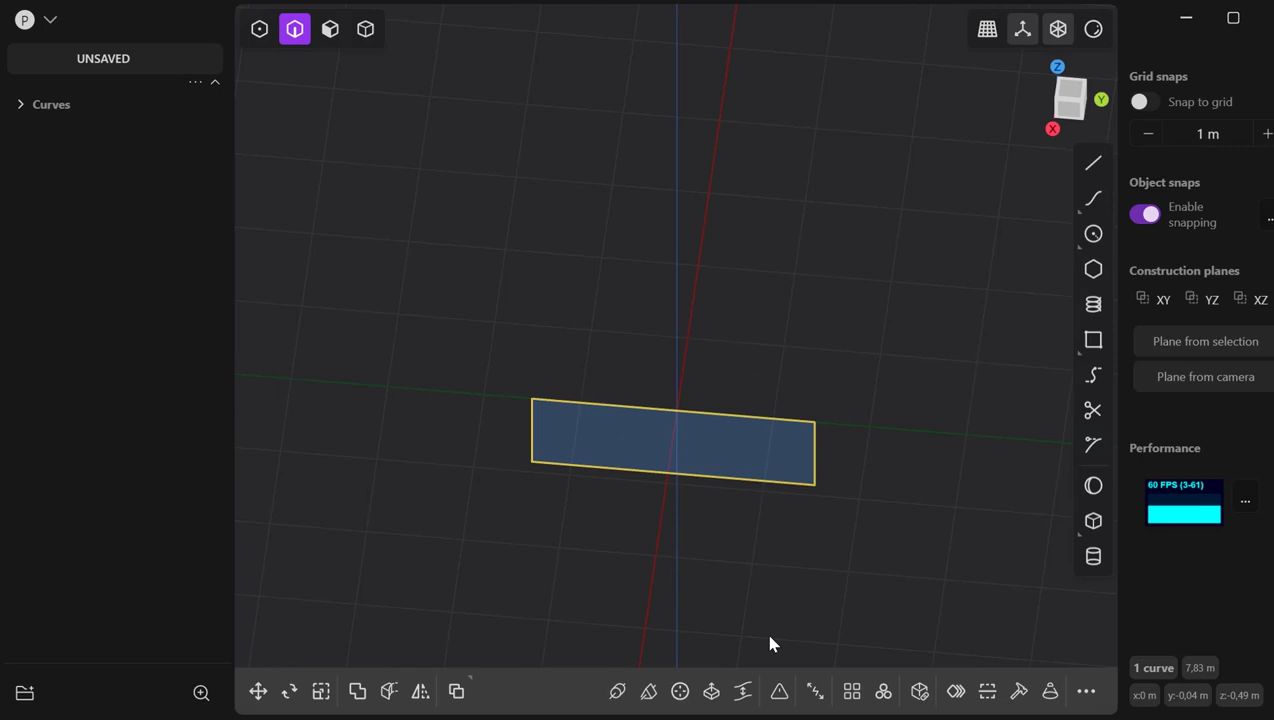 P
UNSAVED
Curves
Z
Y
X
Grid snaps
Snap to grid
1 m
Object snaps
Enable
snapping
Construction planes
XY YZ XZ
Plane from selection
Plane from camera
Performance
60 FPS (3-61)
1 curve 7,83 m
x:0 m y:-0,04 m z:-0,49 m